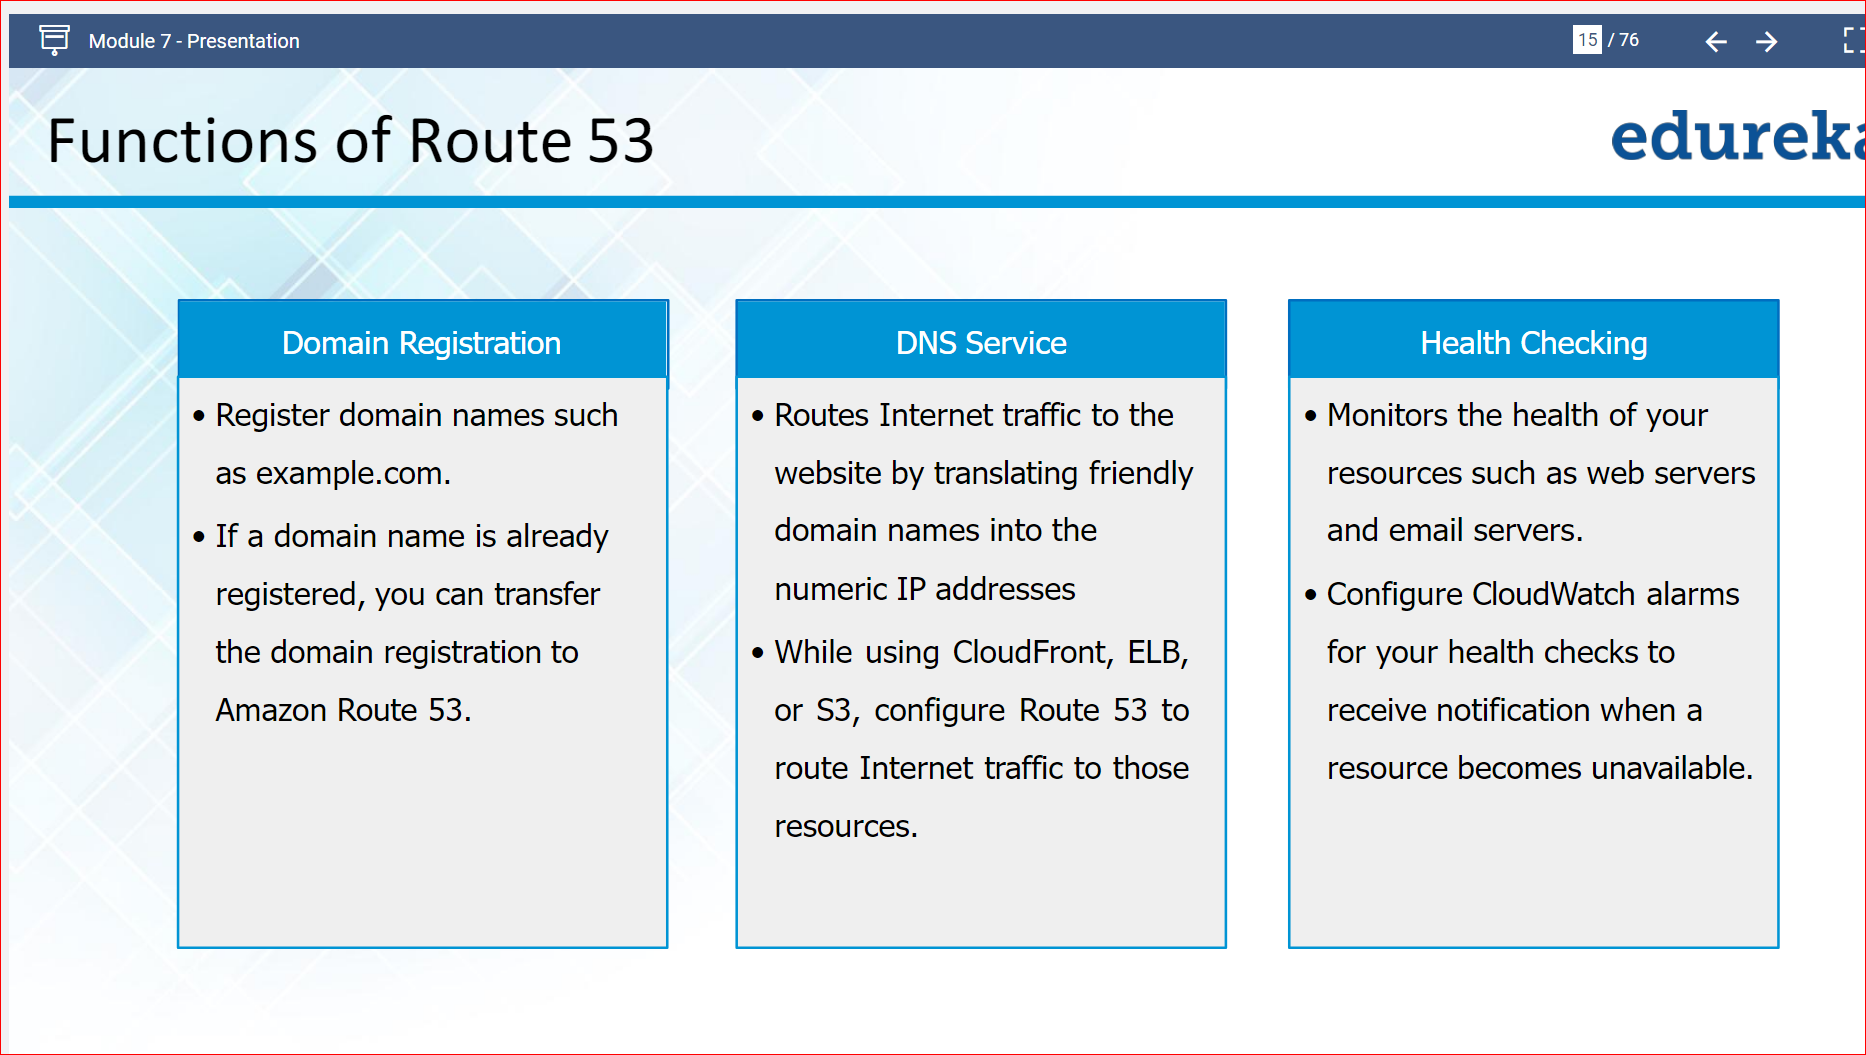 Module 7 - Presentation
15 / 76
Functions of Route 53
edureka
Domain Registration
• Register domain names such
as example.com.
• If a domain name is already
registered, you can transfer
the domain registration to
Amazon Route 53.
DNS Service
• Routes Internet traffic to the
website by translating friendly
domain names into the
numeric IP addresses
• While using CloudFront, ELB,
or S3, configure Route 53 to
route Internet traffic to those
resources.
Health Checking
• Monitors the health of your
resources such as web servers
and email servers.
• Configure CloudWatch alarms
for your health checks to
receive notification when a
resource becomes unavailable.